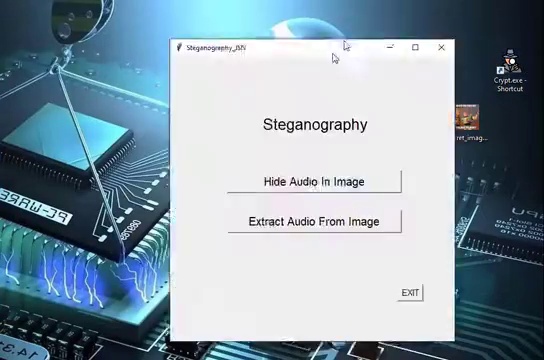 Steganography_ISN
Crypt.exe -
Shortcut
Steganography
ret_imag...
Hide Audio In Image
Extract Audio From Image
PC-WARE
EXIT